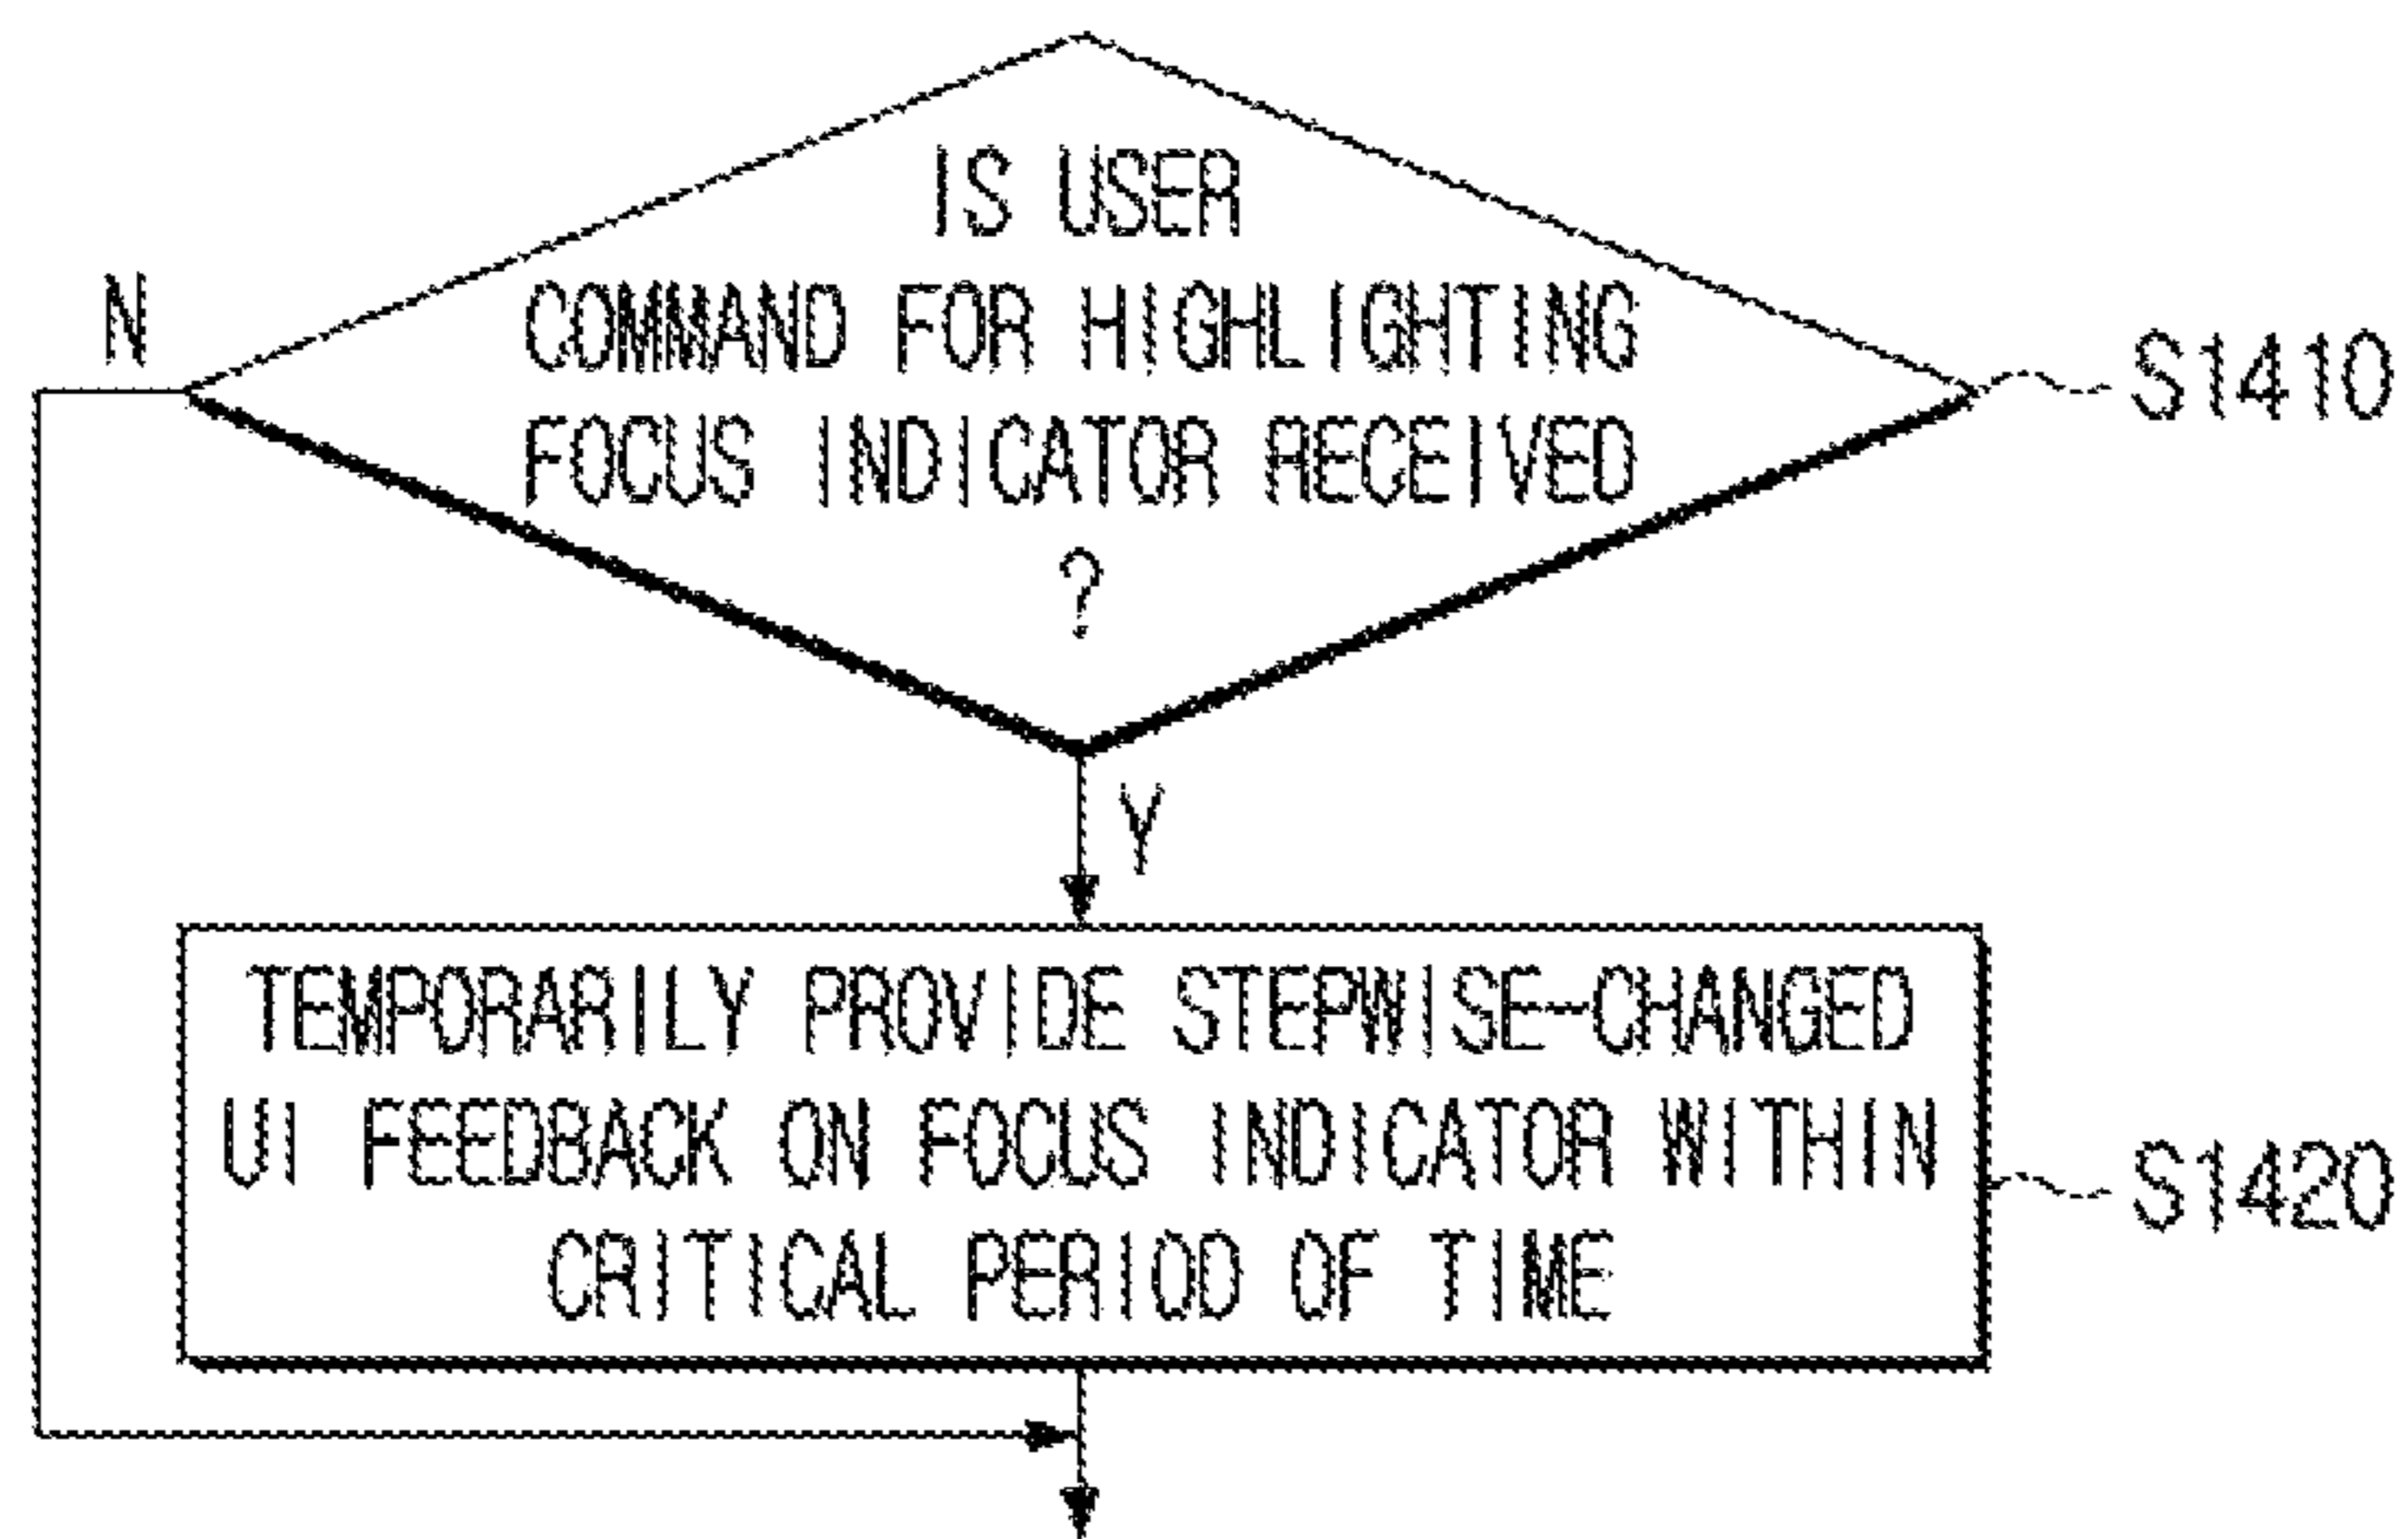 IS USER
COMMAND FOR HIGHLIGHTING
FOCUS INDICATOR RECEIVED
?
N
S1410
Y
TEMPORARILY PROVIDE STEPWISE-CHANGED
UI FEEDBACK ON FOCUS INDICATOR WITHIN
CRITICAL PERIOD OF TIME
S1420